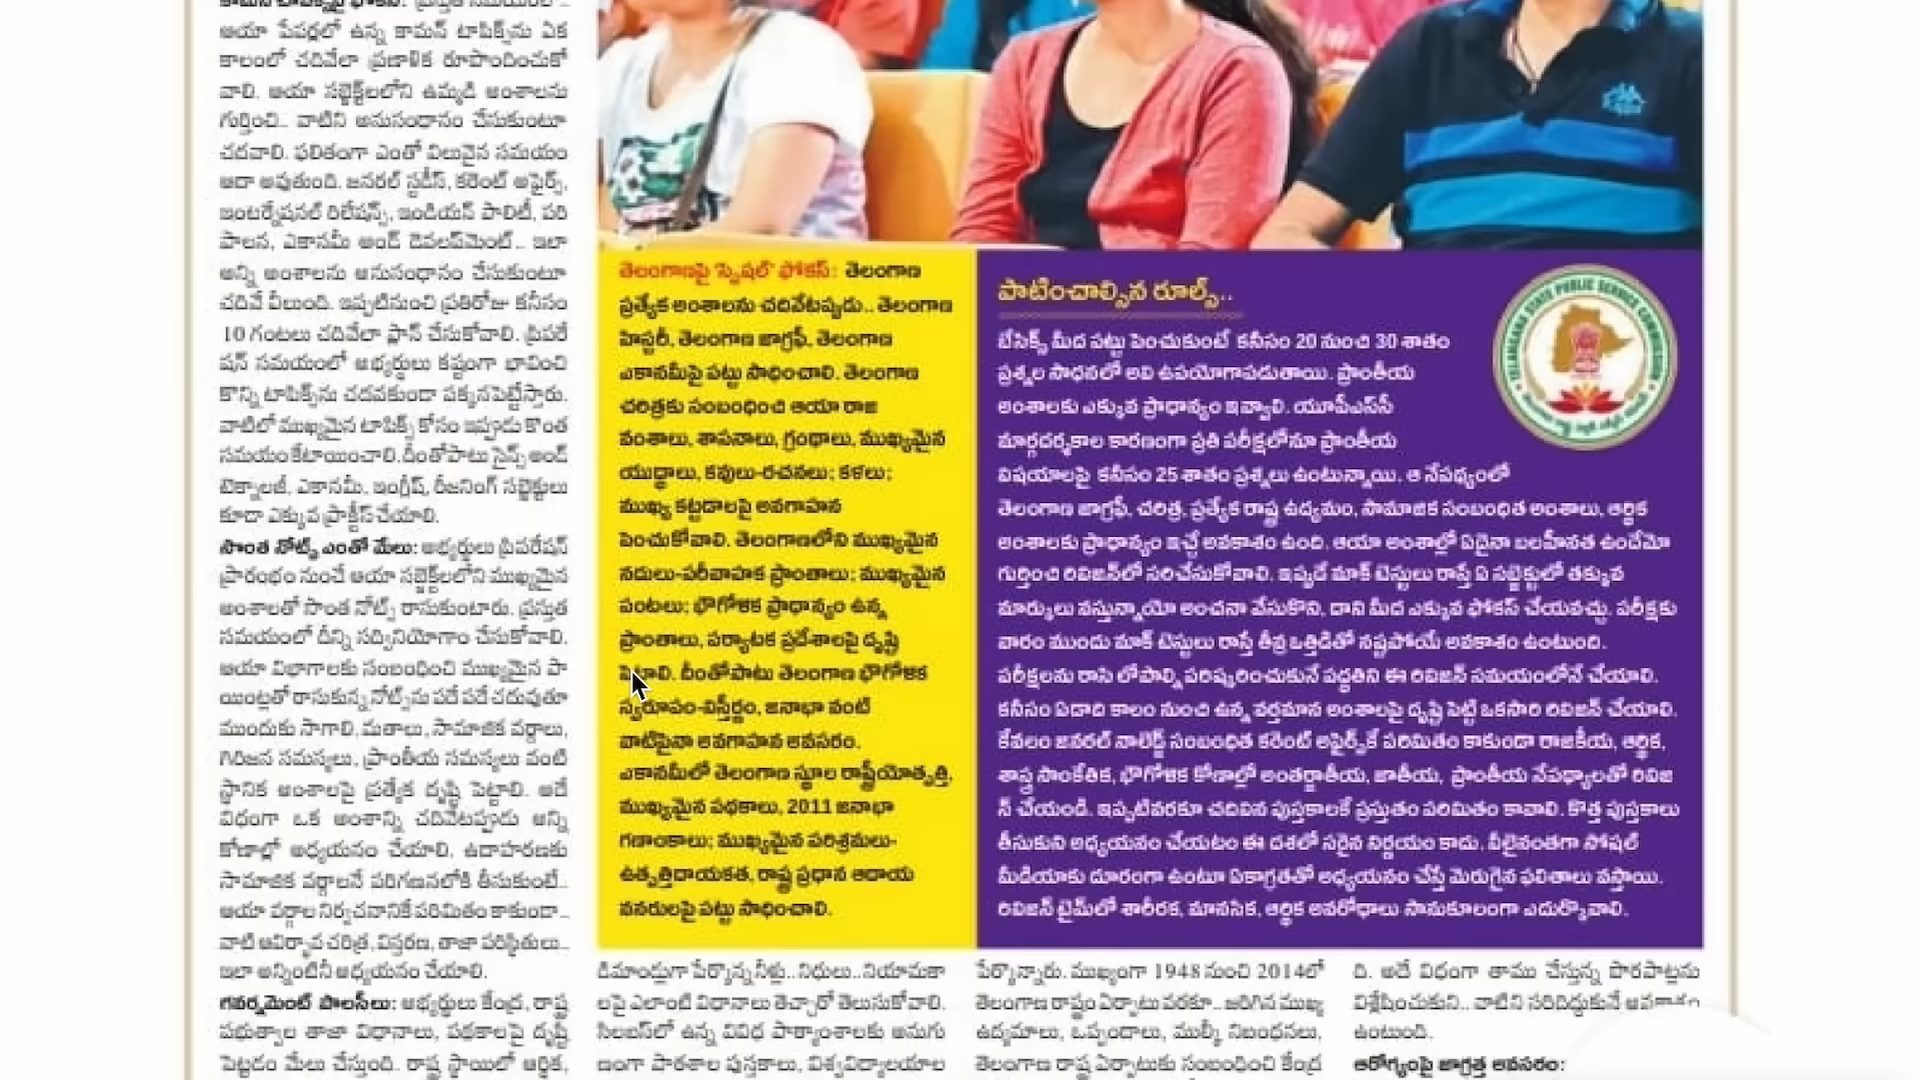 కామన్ టాపిక్స్‌పై ఫోకస్: ప్రస్తుత సమయంలో..
ఆయా పేపర్లలో ఉన్న కామన్ టాపిక్స్‌ను ఏక
కాలంలో చదివేలా ప్రణాళిక రూపొందించుకో
వాలి. ఆయా సబ్జెక్ట్‌లలోని ఉమ్మడి అంశాలను
గుర్తించి.. వాటిని అనుసంధానం చేసుకుంటూ
చదవాలి. ఫలితంగా ఎంతో విలువైన సమయం
ఆదా అవుతుంది. జనరల్ స్టడీస్, కరెంట్ అఫైర్స్,
ఇంటర్నేషనల్ రిలేషన్స్, ఇండియన్ పాలిటీ, పరి
పాలన, ఎకానమీ అండ్ డెవలప్‌మెంట్.. ఇలా
అన్ని అంశాలను అనుసంధానం చేసుకుంటూ
చదివే వీలుంది. ఇప్పటినుంచి ప్రతిరోజు కనీసం
10 గంటలు చదివేలా ప్లాన్ చేసుకోవాలి. ప్రిపరే
షన్ సమయంలో అభ్యర్థులు కష్టంగా భావించి
కొన్ని టాపిక్స్‌ను చదవకుండా పక్కనపెట్టేస్తారు.
వాటిలో ముఖ్యమైన టాపిక్స్ కోసం ఇప్పుడు కొంత
సమయం కేటాయించాలి. దీంతోపాటు సైన్స్ అండ్
టెక్నాలజీ, ఎకానమీ, ఇంగ్లీష్, రీజనింగ్ సబ్జెక్టులు
కూడా ఎక్కువ ప్రాక్టీస్ చేయాలి.
సొంత నోట్స్ ఎంతో మేలు: అభ్యర్థులు ప్రిపరేషన్
ప్రారంభం నుంచే ఆయా సబ్జెక్ట్‌లలోని ముఖ్యమైన
అంశాలతో సొంత నోట్స్ రాసుకుంటారు. ప్రస్తుత
సమయంలో దీన్ని సద్వినియోగం చేసుకోవాలి.
ఆయా విభాగాలకు సంబంధించి ముఖ్యమైన పా
యింట్లతో రాసుకున్న నోట్స్‌ను పదే పదే చదువుతూ
ముందుకు సాగాలి. మతాలు, సామాజిక వర్గాలు,
గిరిజన సమస్యలు, ప్రాంతీయ సమస్యలు వంటి
స్థానిక అంశాలపై ప్రత్యేక దృష్టి పెట్టాలి. అదే
విధంగా ఒక అంశాన్ని చదివేటప్పుడు అన్ని
కోణాల్లో అధ్యయనం చేయాలి. ఉదాహరణకు
సామాజిక వర్గాలనే పరిగణనలోకి తీసుకుంటే..
ఆయా వర్గాల నిర్వచనానికే పరిమితం కాకుండా..
వాటి ఆవిర్భావ చరిత్ర, విస్తరణ, తాజా పరిస్థితులు..
ఇలా అన్నింటినీ అధ్యయనం చేయాలి.
గవర్నమెంట్ పాలసీలు: అభ్యర్థులు కేంద్ర, రాష్ట్ర
ప్రభుత్వాల తాజా విధానాలు, పథకాలపై దృష్టి
పెట్టడం మేలు చేస్తుంది. రాష్ట్ర స్థాయిలో ఆర్థిక,
తెలంగాణపై 'స్పెషల్' ఫోకస్: తెలంగాణ
ప్రత్యేక అంశాలను చదివేటప్పుడు.. తెలంగాణ
హిస్టరీ, తెలంగాణ జాగ్రఫీ, తెలంగాణ
ఎకానమీపై పట్టు సాధించాలి. తెలంగాణ
చరిత్రకు సంబంధించి ఆయా రాజ
వంశాలు, శాసనాలు, గ్రంథాలు, ముఖ్యమైన
యుద్ధాలు, కవులు-రచనలు; కళలు;
ముఖ్య కట్టడాలపై అవగాహన
పెంచుకోవాలి. తెలంగాణలోని ముఖ్యమైన
నదులు-పరీవాహక ప్రాంతాలు; ముఖ్యమైన
పంటలు; భౌగోళిక ప్రాధాన్యం ఉన్న
ప్రాంతాలు, పర్యాటక ప్రదేశాలపై దృష్టి
పెట్టాలి. దీంతోపాటు తెలంగాణ భౌగోళిక
స్వరూపం-విస్తీర్ణం, జనాభా వంటి
వాటిపైనా అవగాహన అవసరం.
ఎకానమీలో తెలంగాణ స్థూల రాష్ట్రీయోత్పత్తి,
ముఖ్యమైన పథకాలు, 2011 జనాభా
గణాంకాలు; ముఖ్యమైన పరిశ్రమలు-
ఉత్పత్తిదాయకత, రాష్ట్ర ప్రధాన ఆదాయ
వనరులపై పట్టు సాధించాలి.
పాటించాల్సిన రూల్స్..
బేసిక్స్ మీద పట్టు పెంచుకుంటే కనీసం 20 నుంచి 30 శాతం
ప్రశ్నల సాధనలో అవి ఉపయోగపడుతాయి. ప్రాంతీయ
అంశాలకు ఎక్కువ ప్రాధాన్యం ఇవ్వాలి. యూపీఎస్‌సీ
మార్గదర్శకాల కారణంగా ప్రతి పరీక్షలోనూ ప్రాంతీయ
విషయాలపై కనీసం 25 శాతం ప్రశ్నలు ఉంటున్నాయి. ఆ నేపథ్యంలో
తెలంగాణ జాగ్రఫీ, చరిత్ర, ప్రత్యేక రాష్ట్ర ఉద్యమం, సామాజిక సంబంధిత అంశాలు, ఆర్థిక
అంశాలకు ప్రాధాన్యం ఇచ్చే అవకాశం ఉంది. ఆయా అంశాల్లో ఏదైనా బలహీనత ఉందేమో
గుర్తించి రివిజన్‌లో సరిచేసుకోవాలి. ఇప్పుడే మాక్ టెస్టులు రాస్తే ఏ సబ్జెక్టులో తక్కువ
మార్కులు వస్తున్నాయో అంచనా వేసుకొని, దాని మీద ఎక్కువ ఫోకస్ చేయవచ్చు. పరీక్షకు
వారం ముందు మాక్ టెస్టులు రాస్తే తీవ్ర ఒత్తిడితో నష్టపోయే అవకాశం ఉంటుంది.
పరీక్షలను రాసి లోపాల్ని పరిష్కరించుకునే పద్ధతిని ఈ రివిజన్ సమయంలోనే చేయాలి.
కనీసం ఏడాది కాలం నుంచి ఉన్న వర్తమాన అంశాలపై దృష్టి పెట్టి ఒకసారి రివిజన్ చేయాలి.
కేవలం జనరల్ నాలెడ్జ్ సంబంధిత కరెంట్ అఫైర్స్‌కే పరిమితం కాకుండా రాజకీయ, ఆర్థిక,
శాస్త్ర సాంకేతిక, భౌగోళిక కోణాల్లో అంతర్జాతీయ, జాతీయ, ప్రాంతీయ నేపథ్యాలతో రివిజ
న్ చేయండి. ఇప్పటివరకూ చదివిన పుస్తకాలకే ప్రస్తుతం పరిమితం కావాలి. కొత్త పుస్తకాలు
తీసుకుని అధ్యయనం చేయటం ఈ దశలో సరైన నిర్ణయం కాదు. వీలైనంతగా సోషల్
మీడియాకు దూరంగా ఉంటూ ఏకాగ్రతతో అధ్యయనం చేస్తే మెరుగైన ఫలితాలు వస్తాయి.
రివిజన్ టైమ్‌లో శారీరక, మానసిక, ఆర్థిక అవరోధాలు సానుకూలంగా ఎదుర్కొవాలి.
TELANGANA STATE PUBLIC SERVICE COMMISSION
డిమాండ్లుగా పేర్కొన్న నీళ్లు.. నిధులు.. నియామకా
లపై ఎలాంటి విధానాలు తెచ్చారో తెలుసుకోవాలి.
సిలబస్‌లో ఉన్న వివిధ పాఠ్యాంశాలకు అనుగు
ణంగా పాఠశాల పుస్తకాలు, విశ్వవిద్యాలయాల
పేర్కొన్నారు. ముఖ్యంగా 1948 నుంచి 2014లో
తెలంగాణ రాష్ట్రం ఏర్పాటు వరకూ.. జరిగిన ముఖ్య
ఉద్యమాలు, ఒప్పందాలు, ముల్కీ నిబంధనలు,
తెలంగాణ రాష్ట్ర ఏర్పాటుకు సంబంధించి కేంద్ర
ది. అదే విధంగా తాము చేస్తున్న పొరపాట్లను
విశ్లేషించుకుని.. వాటిని సరిదిద్దుకునే అవకాశం
ఉంటుంది.
ఆరోగ్యంపై జాగ్రత్త అవసరం: